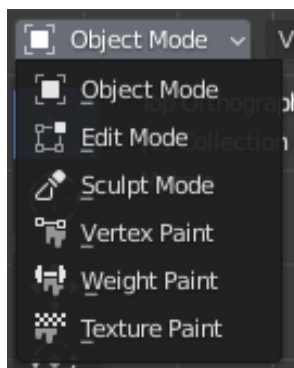 Object Mode
Object Mode
Edit Mode
Sculpt Mode
Vertex Paint
Weight Paint
Texture Paint